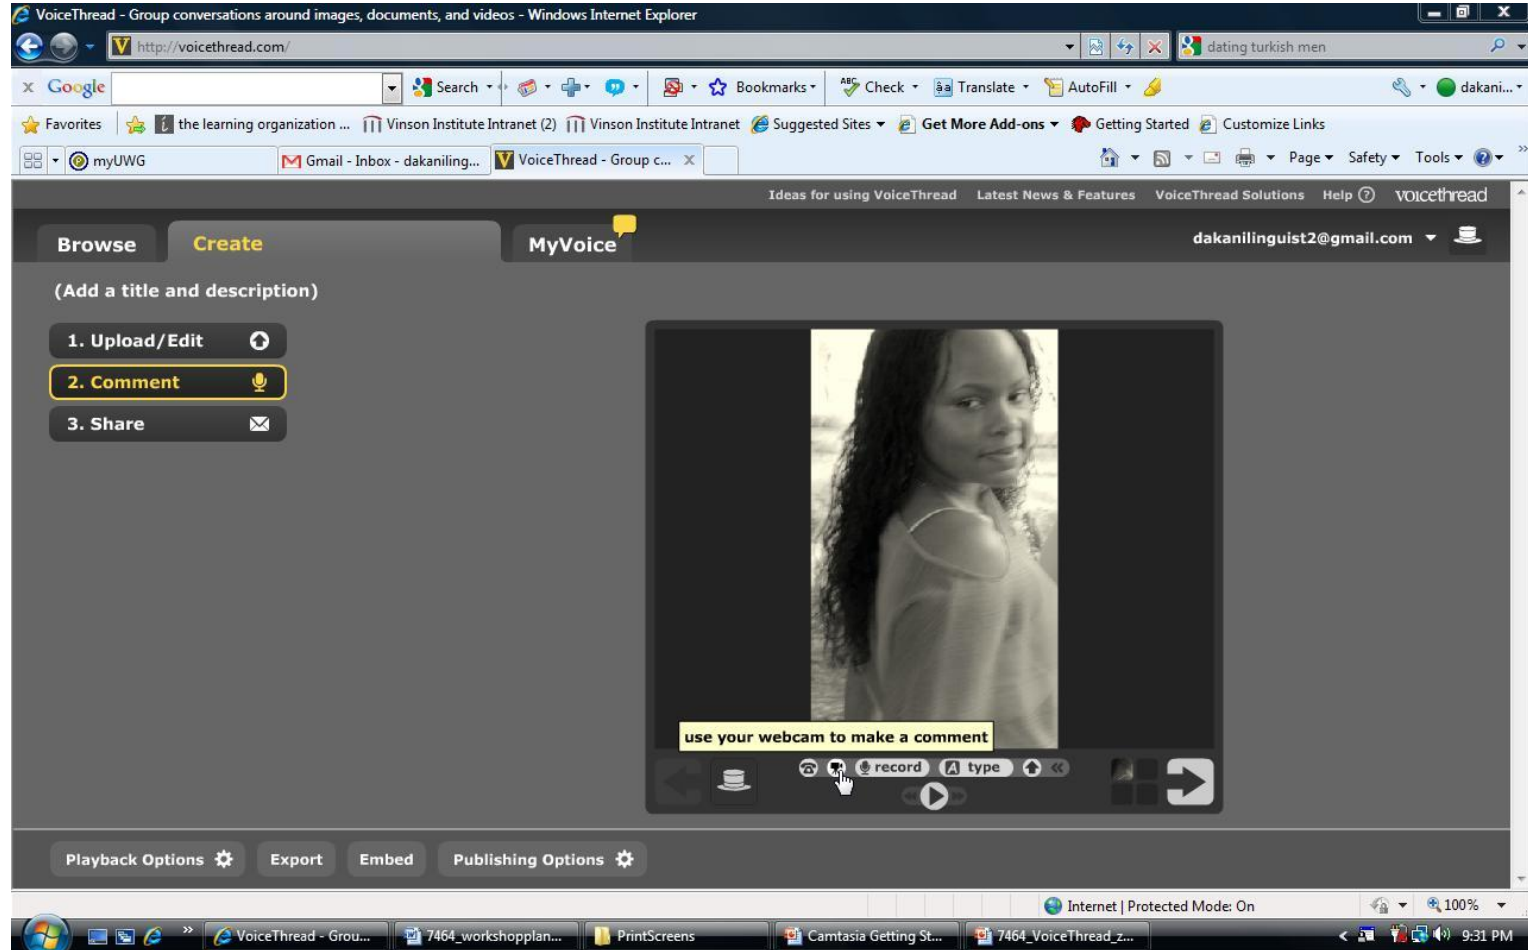 VoiceThread - Group conversations around images, documents, and videos - Windows Internet Explorer
V http://voicethread.com/ dating turkish men
x Google Search Bookmarks ABC Check āa Translate AutoFill dakani...
Favorites the learning organization ... Vinson Institute Intranet (2) Vinson Institute Intranet Suggested Sites Get More Add-ons Getting Started Customize Links
myUWG Gmail - Inbox - dakaniling... VoiceThread - Group c... X Page Safety Tools
Ideas for using VoiceThread Latest News & Features VoiceThread Solutions Help ? voicethread
Browse Create MyVoice dakanilinguist2@gmail.com
(Add a title and description)
1. Upload/Edit
2. Comment
3. Share
use your webcam to make a comment
record A type
Playback Options Export Embed Publishing Options
Internet | Protected Mode: On 100%
VoiceThread - Grou... 7464_workshopplan... PrintScreens Camtasia Getting St... 7464_VoiceThread_z... 9:31 PM